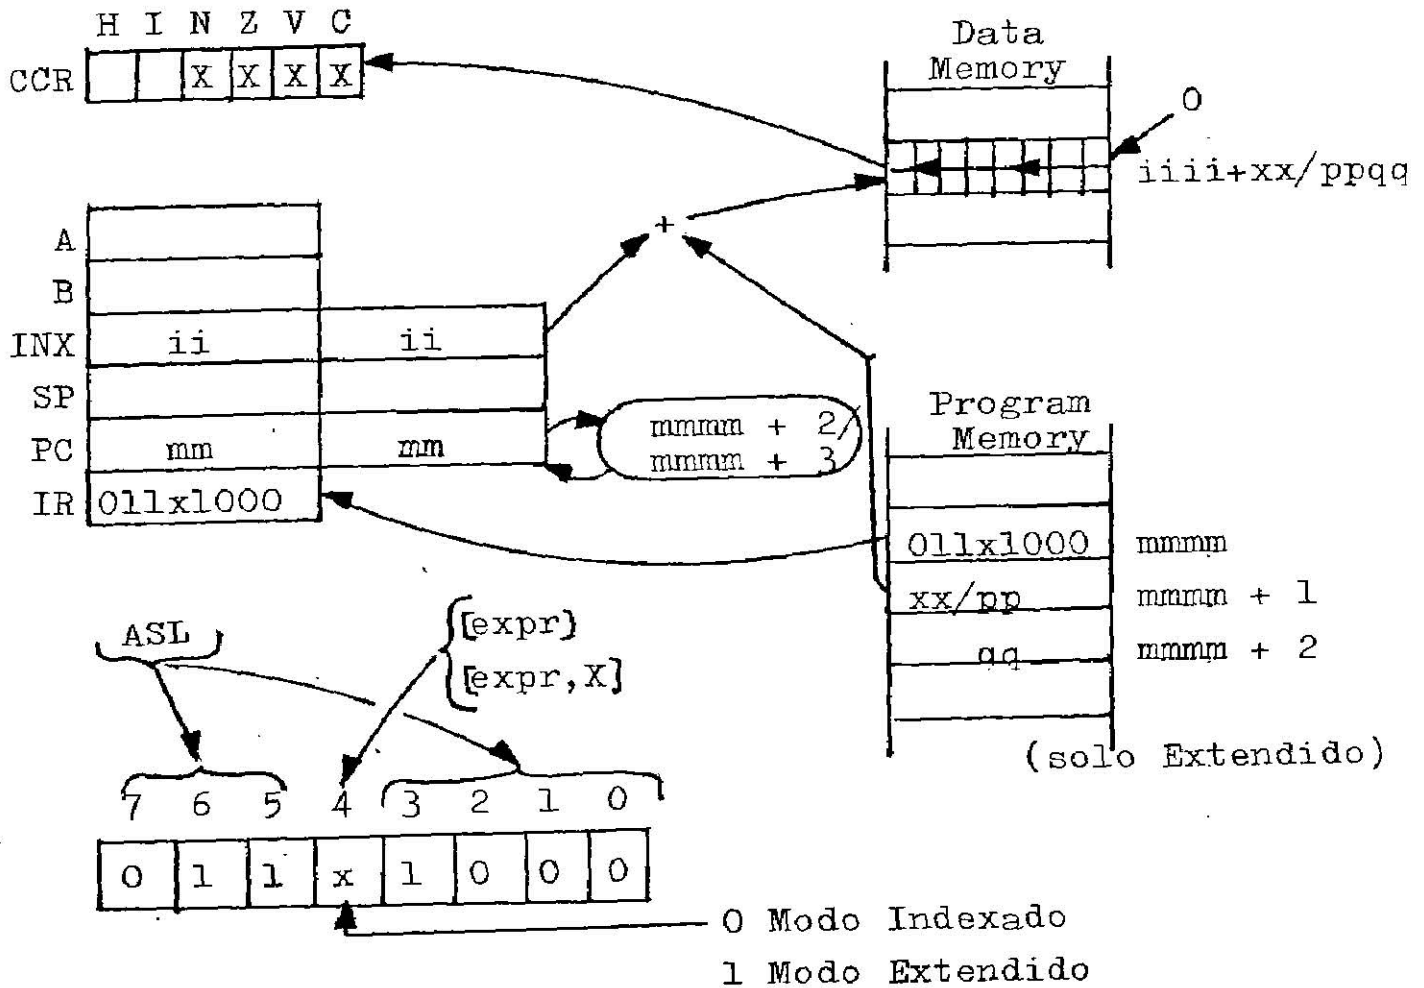 H I N Z V C
CCR X X X X
Data
Memory
0
iiii+xx/ppqq
+
A
B
INX ii ii
SP
PC mm mm
IR 011x1000
mmmm + 2/
mmmm + 3
Program
Memory
011x1000 mmmm
xx/pp mmmm + 1
qq mmmm + 2
(solo Extendido)
ASL
[expr}
[expr,X]
7 6 5 4 3 2 1 0
0 1 1 x 1 0 0 0
0 Modo Indexado
1 Modo Extendido